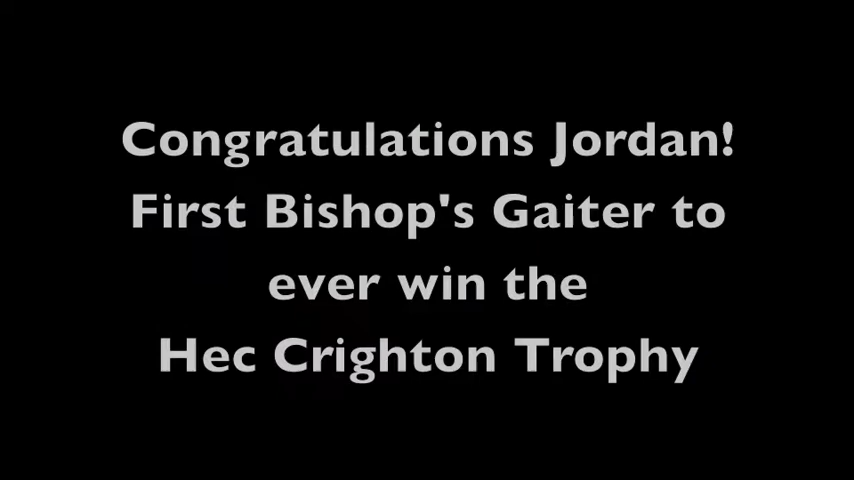 Congratulations Jordan!
First Bishop's Gaiter to
ever win the
Hec Crighton Trophy